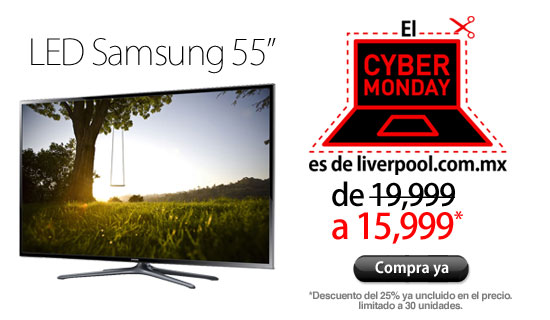 LED Samsung 55”
El
CYBER
MONDAY
es de liverpool.com.mx
de 19,999
a 15,999*
Compra ya
*Descuento del 25% ya uncluido en el precio.
limitado a 30 unidades.